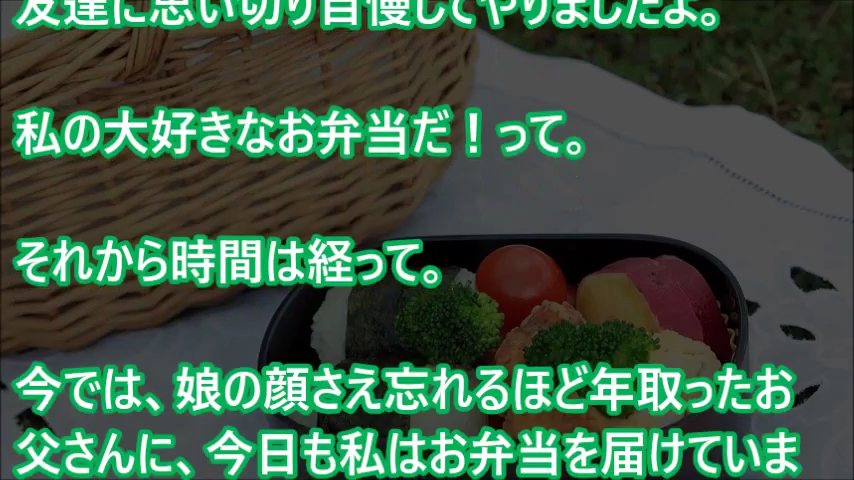 友達に思い切り自慢してやりましたよ。
私の大好きなお弁当だ！って。
それから時間は経って。
今では、娘の顔さえ忘れるほど年取ったお
父さんに、今日も私はお弁当を届けていま